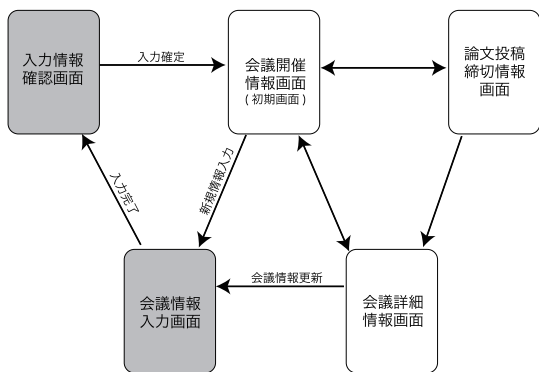 入力情報
確認画面
入力確定
会議開催
情報画面
(初期画面)
論文投稿
締切情報
画面
入力完了
新規情報入力
会議情報
入力画面
会議情報更新
会議詳細
情報画面